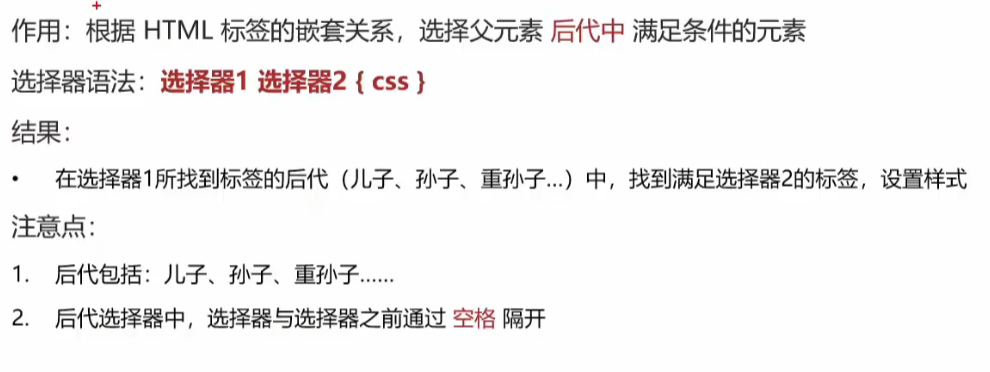 作用：根据 HTML 标签的嵌套关系，选择父元素 后代中 满足条件的元素
选择器语法：选择器1 选择器2 { css }
结果：
• 在选择器1所找到标签的后代（儿子、孙子、重孙子…）中，找到满足选择器2的标签，设置样式
注意点：
1. 后代包括：儿子、孙子、重孙子……
2. 后代选择器中，选择器与选择器之前通过 空格 隔开